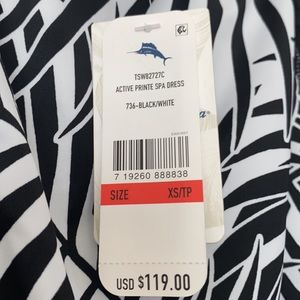 TSW82727C
ACTIVE PRINTE SPA DRESS
736-BLACK/WHITE
7 19260 888838
SIZE XS/TP
USD $119.00